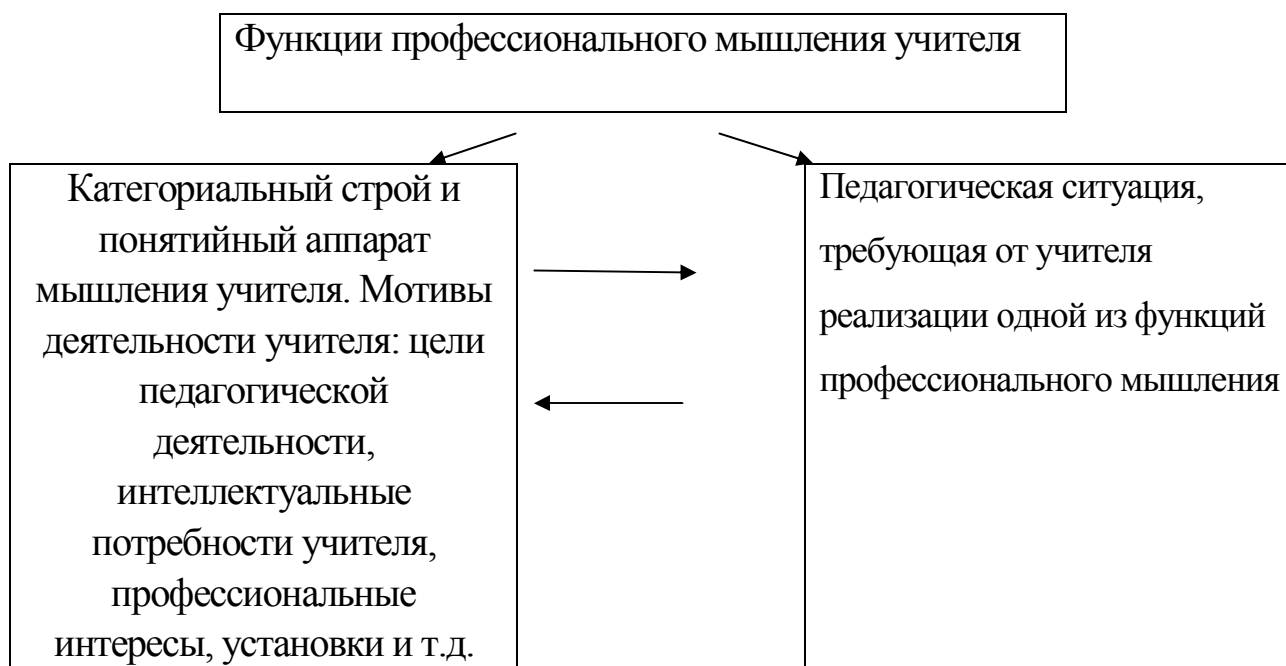 Функции профессионального мышления учителя
Категориальный строй и
понятийный аппарат
мышления учителя. Мотивы
деятельности учителя: цели
педагогической
деятельности,
интеллектуальные
потребности учителя,
профессиональные
интересы, установки и т.д.
Педагогическая ситуация,
требующая от учителя
реализации одной из функций
профессионального мышления